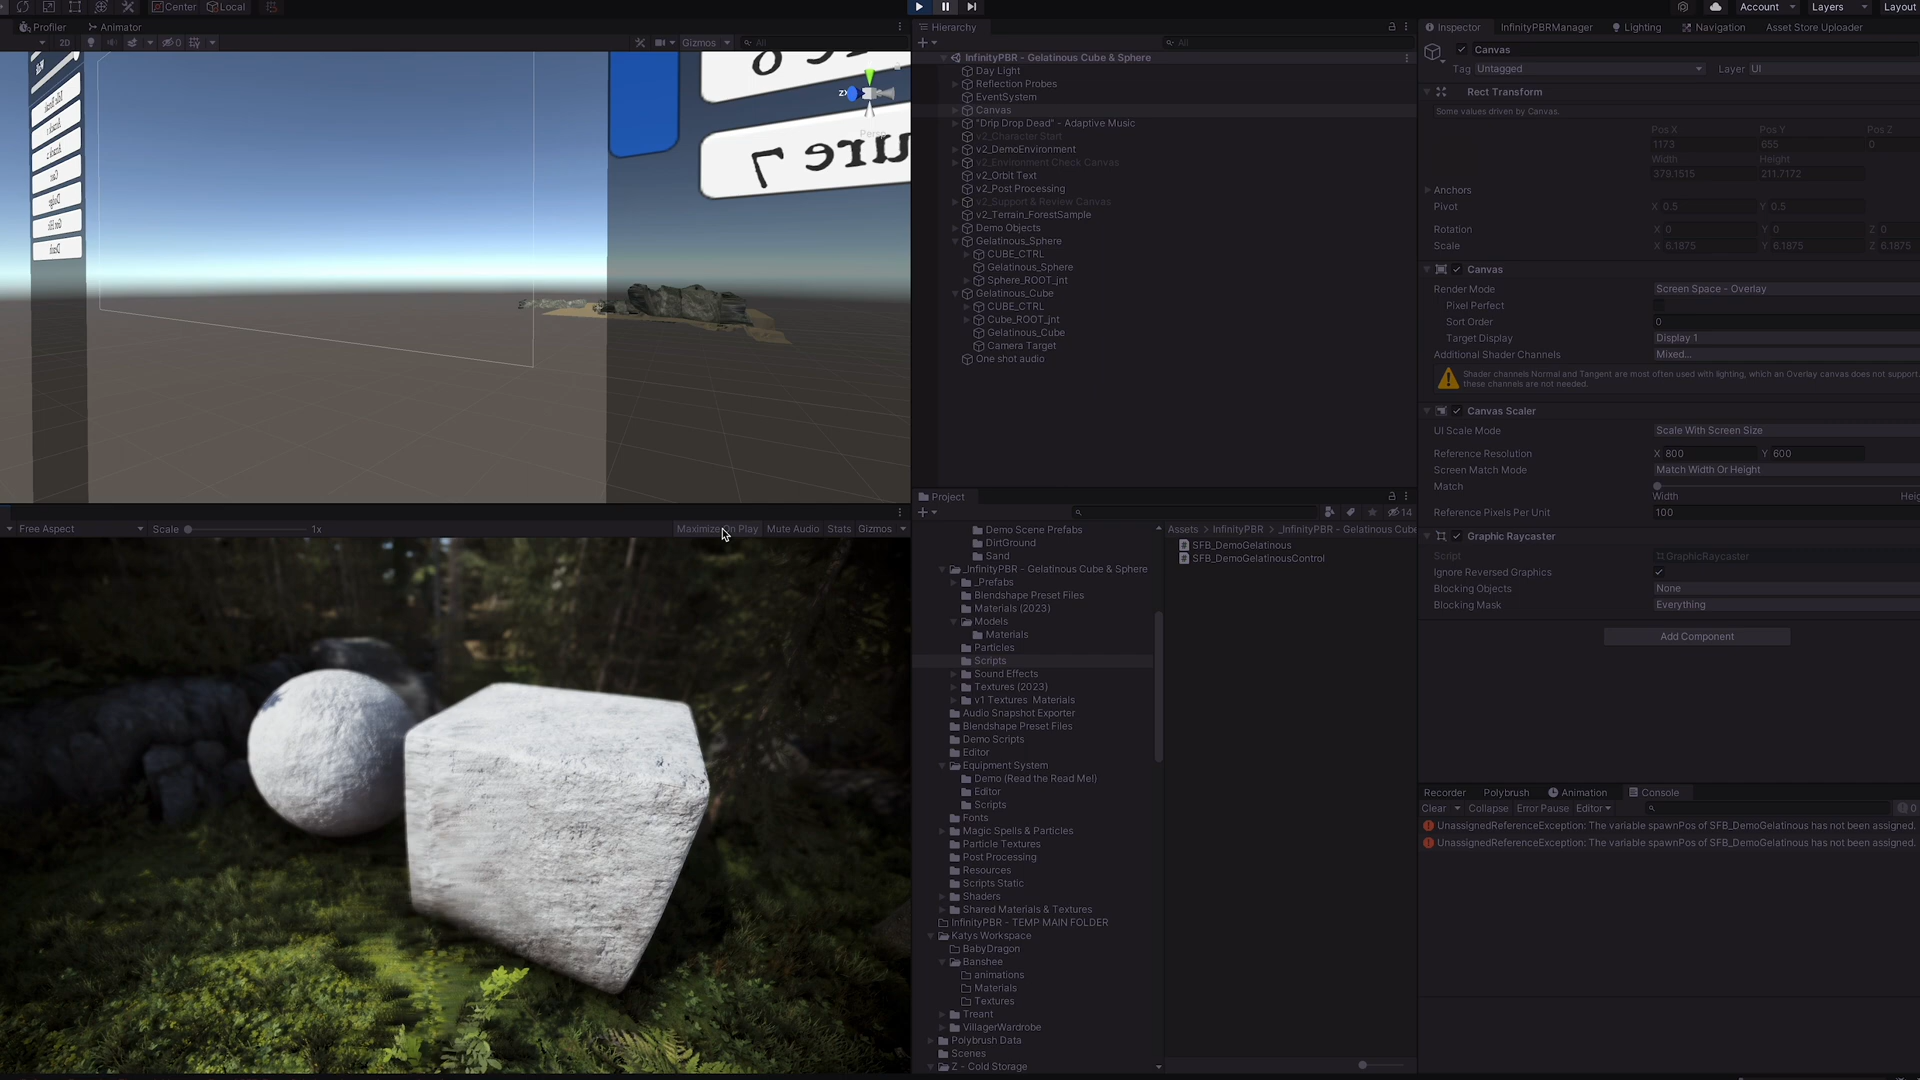 Center
Local
Account
Layers
Layout
Profiler
Animator
Hierarchy
Inspector
InfinityPBRManager
Lighting
Navigation
Asset Store Uploader
2D
0
Gizmos
All
All
Canvas
Tag
Untagged
Layer
UI
InfinityPBR - Gelatinous Cube & Sphere
Day Light
Reflection Probes
EventSystem
Canvas
"Drip Drop Dead" - Adaptive Music
v2_Character Start
v2_DemoEnvironment
v2_Environment Check Canvas
v2_Orbit Text
v2_Post Processing
v2_Support & Review Canvas
v2_Terrain_ForestSample
Demo Objects
Gelatinous_Sphere
CUBE_CTRL
Gelatinous_Sphere
Sphere_ROOT_jnt
Gelatinous_Cube
CUBE_CTRL
Cube_ROOT_jnt
Gelatinous_Cube
Camera Target
One shot audio
Rect Transform
Some values driven by Canvas.
Pos X
Pos Y
Pos Z
1173
655
0
Width
Height
379.1515
211.7172
Anchors
Pivot
X 0.5
Y 0.5
Rotation
X 0
Y 0
Z 0
Scale
X 6.1875
Y 6.1875
Z 6.1875
Canvas
Render Mode
Screen Space - Overlay
Pixel Perfect
Sort Order
0
Target Display
Display 1
Additional Shader Channels
Mixed...
Shader channels Normal and Tangent are most often used with lighting, which an Overlay canvas does not support.
these channels are not needed.
Canvas Scaler
UI Scale Mode
Scale With Screen Size
Reference Resolution
X 800
Y 600
Screen Match Mode
Match Width Or Height
Match
Width
Heig
Reference Pixels Per Unit
100
Graphic Raycaster
Script
GraphicRaycaster
Ignore Reversed Graphics
Blocking Objects
None
Blocking Mask
Everything
Add Component
ure 7
Free Aspect
Scale
1x
Maximize On Play
Mute Audio
Stats
Gizmos
Project
14
Demo Scene Prefabs
DirtGround
Sand
_InfinityPBR - Gelatinous Cube & Sphere
_Prefabs
Blendshape Preset Files
Materials (2023)
Models
Materials
Particles
Scripts
Sound Effects
Textures (2023)
v1 Textures Materials
Audio Snapshot Exporter
Blendshape Preset Files
Demo Scripts
Editor
Equipment System
Demo (Read the Read Me!)
Editor
Scripts
Fonts
Magic Spells & Particles
Particle Textures
Post Processing
Resources
Scripts Static
Shaders
Shared Materials & Textures
InfinityPBR - TEMP MAIN FOLDER
Katys Workspace
BabyDragon
Banshee
animations
Materials
Textures
Treant
VillagerWardrobe
Polybrush Data
Scenes
Z - Cold Storage
Assets > InfinityPBR > _InfinityPBR - Gelatinous Cube
SFB_DemoGelatinous
SFB_DemoGelatinousControl
Recorder
Polybrush
Animation
Console
Clear
Collapse
Error Pause
Editor
0
UnassignedReferenceException: The variable spawnPos of SFB_DemoGelatinous has not been assigned.
UnassignedReferenceException: The variable spawnPos of SFB_DemoGelatinous has not been assigned.